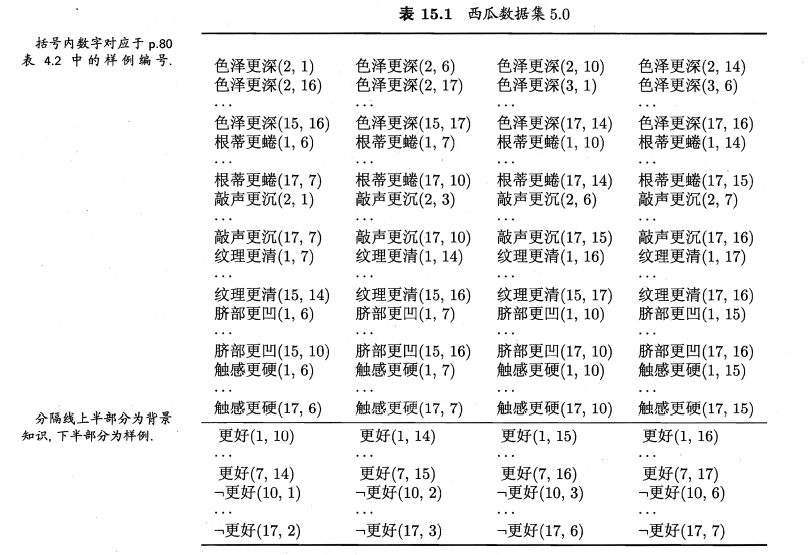 表 15.1 西瓜数据集 5.0
括号内数字对应于 p.80
表 4.2 中的样例编号.
色泽更深(2, 1) 色泽更深(2, 6) 色泽更深(2, 10) 色泽更深(2, 14)
色泽更深(2, 16) 色泽更深(2, 17) 色泽更深(3, 1) 色泽更深(3, 6)
··· ··· ··· ···
色泽更深(15, 16) 色泽更深(15, 17) 色泽更深(17, 14) 色泽更深(17, 16)
根蒂更蜷(1, 6) 根蒂更蜷(1, 7) 根蒂更蜷(1, 10) 根蒂更蜷(1, 14)
··· ··· ··· ···
根蒂更蜷(17, 7) 根蒂更蜷(17, 10) 根蒂更蜷(17, 14) 根蒂更蜷(17, 15)
敲声更沉(2, 1) 敲声更沉(2, 3) 敲声更沉(2, 6) 敲声更沉(2, 7)
··· ··· ··· ···
敲声更沉(17, 7) 敲声更沉(17, 10) 敲声更沉(17, 15) 敲声更沉(17, 16)
纹理更清(1, 7) 纹理更清(1, 14) 纹理更清(1, 16) 纹理更清(1, 17)
··· ··· ··· ···
纹理更清(15, 14) 纹理更清(15, 16) 纹理更清(15, 17) 纹理更清(17, 16)
脐部更凹(1, 6) 脐部更凹(1, 7) 脐部更凹(1, 10) 脐部更凹(1, 15)
··· ··· ··· ···
脐部更凹(15, 10) 脐部更凹(15, 16) 脐部更凹(17, 10) 脐部更凹(17, 16)
触感更硬(1, 6) 触感更硬(1, 7) 触感更硬(1, 10) 触感更硬(1, 15)
··· ··· ··· ···
触感更硬(17, 6) 触感更硬(17, 7) 触感更硬(17, 10) 触感更硬(17, 15)
分隔线上半部分为背景
知识, 下半部分为样例.
更好(1, 10) 更好(1, 14) 更好(1, 15) 更好(1, 16)
··· ··· ··· ···
更好(7, 14) 更好(7, 15) 更好(7, 16) 更好(7, 17)
¬更好(10, 1) ¬更好(10, 2) ¬更好(10, 3) ¬更好(10, 6)
··· ··· ··· ···
¬更好(17, 2) ¬更好(17, 3) ¬更好(17, 6) ¬更好(17, 7)